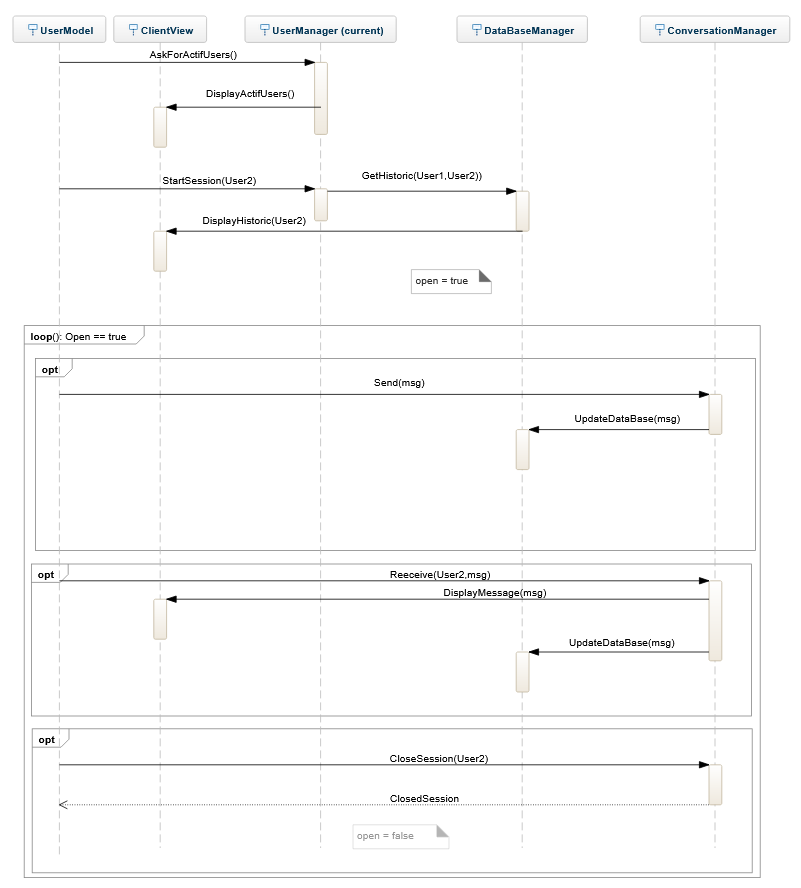 UserModel ClientView UserManager (current) DataBaseManager ConversationManager
AskForActifUsers()
DisplayActifUsers()
GetHistoric(User1,User2))
StartSession(User2)
DisplayHistoric(User2)
open = true
loop(): Open == true
opt
Send(msg)
UpdateDataBase(msg)
opt
Reeceive(User2,msg)
DisplayMessage(msg)
UpdateDataBase(msg)
opt
CloseSession(User2)
ClosedSession
open = false